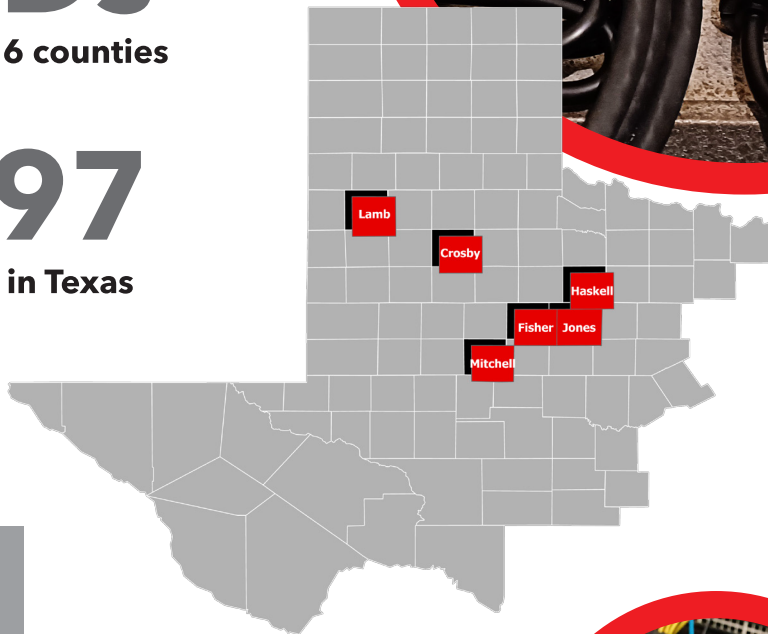 6 counties
97
in Texas
Lamb
Crosby
Haskell
Fisher
Jones
Mitchell